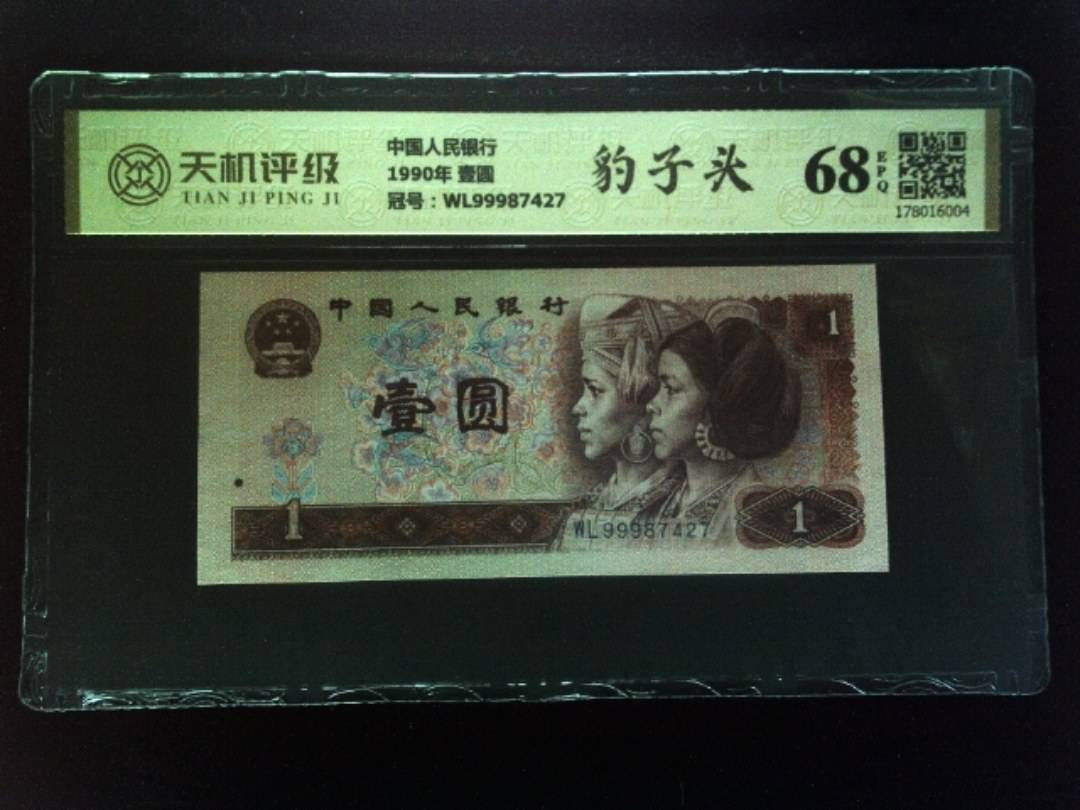 天机评级
TIAN JI PING JI
中国人民银行
1990年 壹圆
冠号：WL99987427
豹子头
68
EPQ
178016004
中国人民银行
1
壹圆
1
WL99987427
1